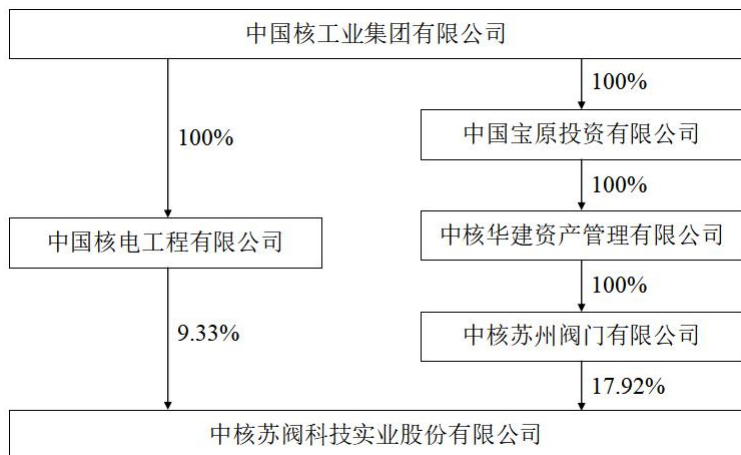 中国核工业集团有限公司
100%
中国宝原投资有限公司
100%
100%
中国核电工程有限公司
中核华建资产管理有限公司
100%
9.33%
中核苏州阀门有限公司
17.92%
中核苏阀科技实业股份有限公司